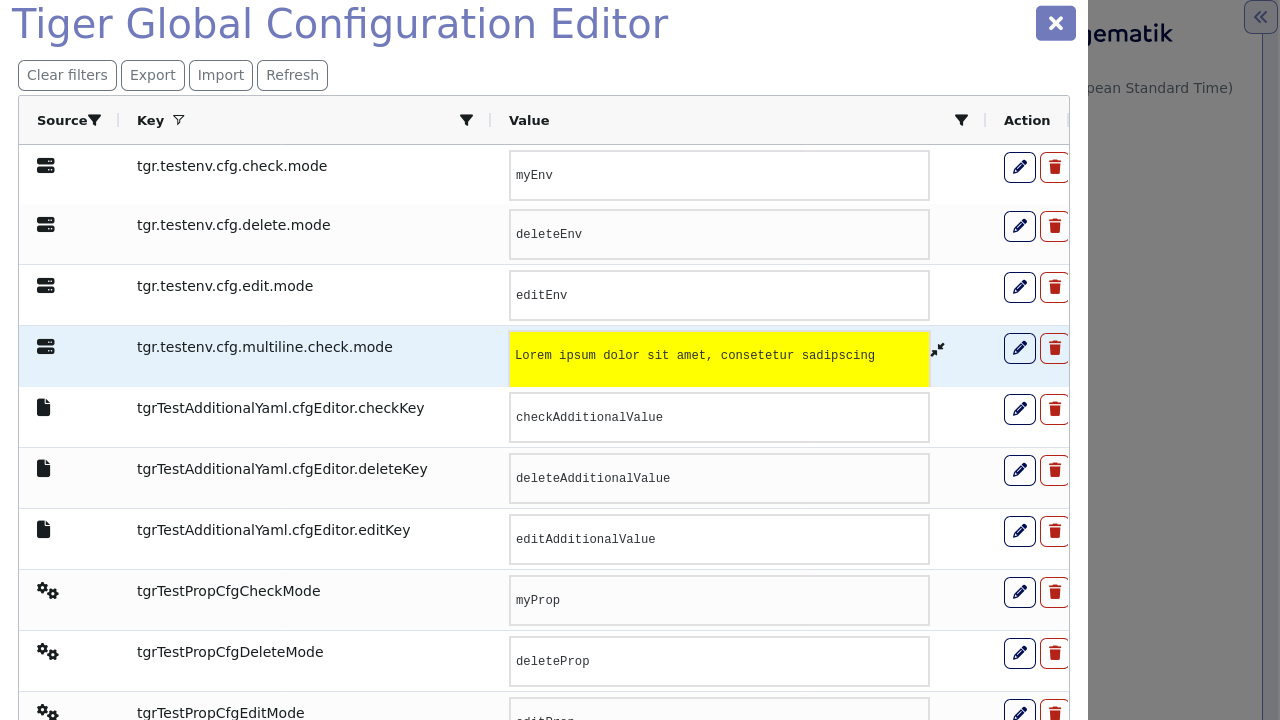 Tiger Global Configuration Editor
gematik
Clear filters Export Import Refresh
pean Standard Time)
Source Key Value Action
tgr.testenv.cfg.check.mode myEnv
tgr.testenv.cfg.delete.mode deleteEnv
tgr.testenv.cfg.edit.mode editEnv
tgr.testenv.cfg.multiline.check.mode Lorem ipsum dolor sit amet, consetetur sadipscing
tgrTestAdditionalYaml.cfgEditor.checkKey checkAdditionalValue
tgrTestAdditionalYaml.cfgEditor.deleteKey deleteAdditionalValue
tgrTestAdditionalYaml.cfgEditor.editKey editAdditionalValue
tgrTestPropCfgCheckMode myProp
tgrTestPropCfgDeleteMode deleteProp
tgrTestPropCfgEditMode editProp